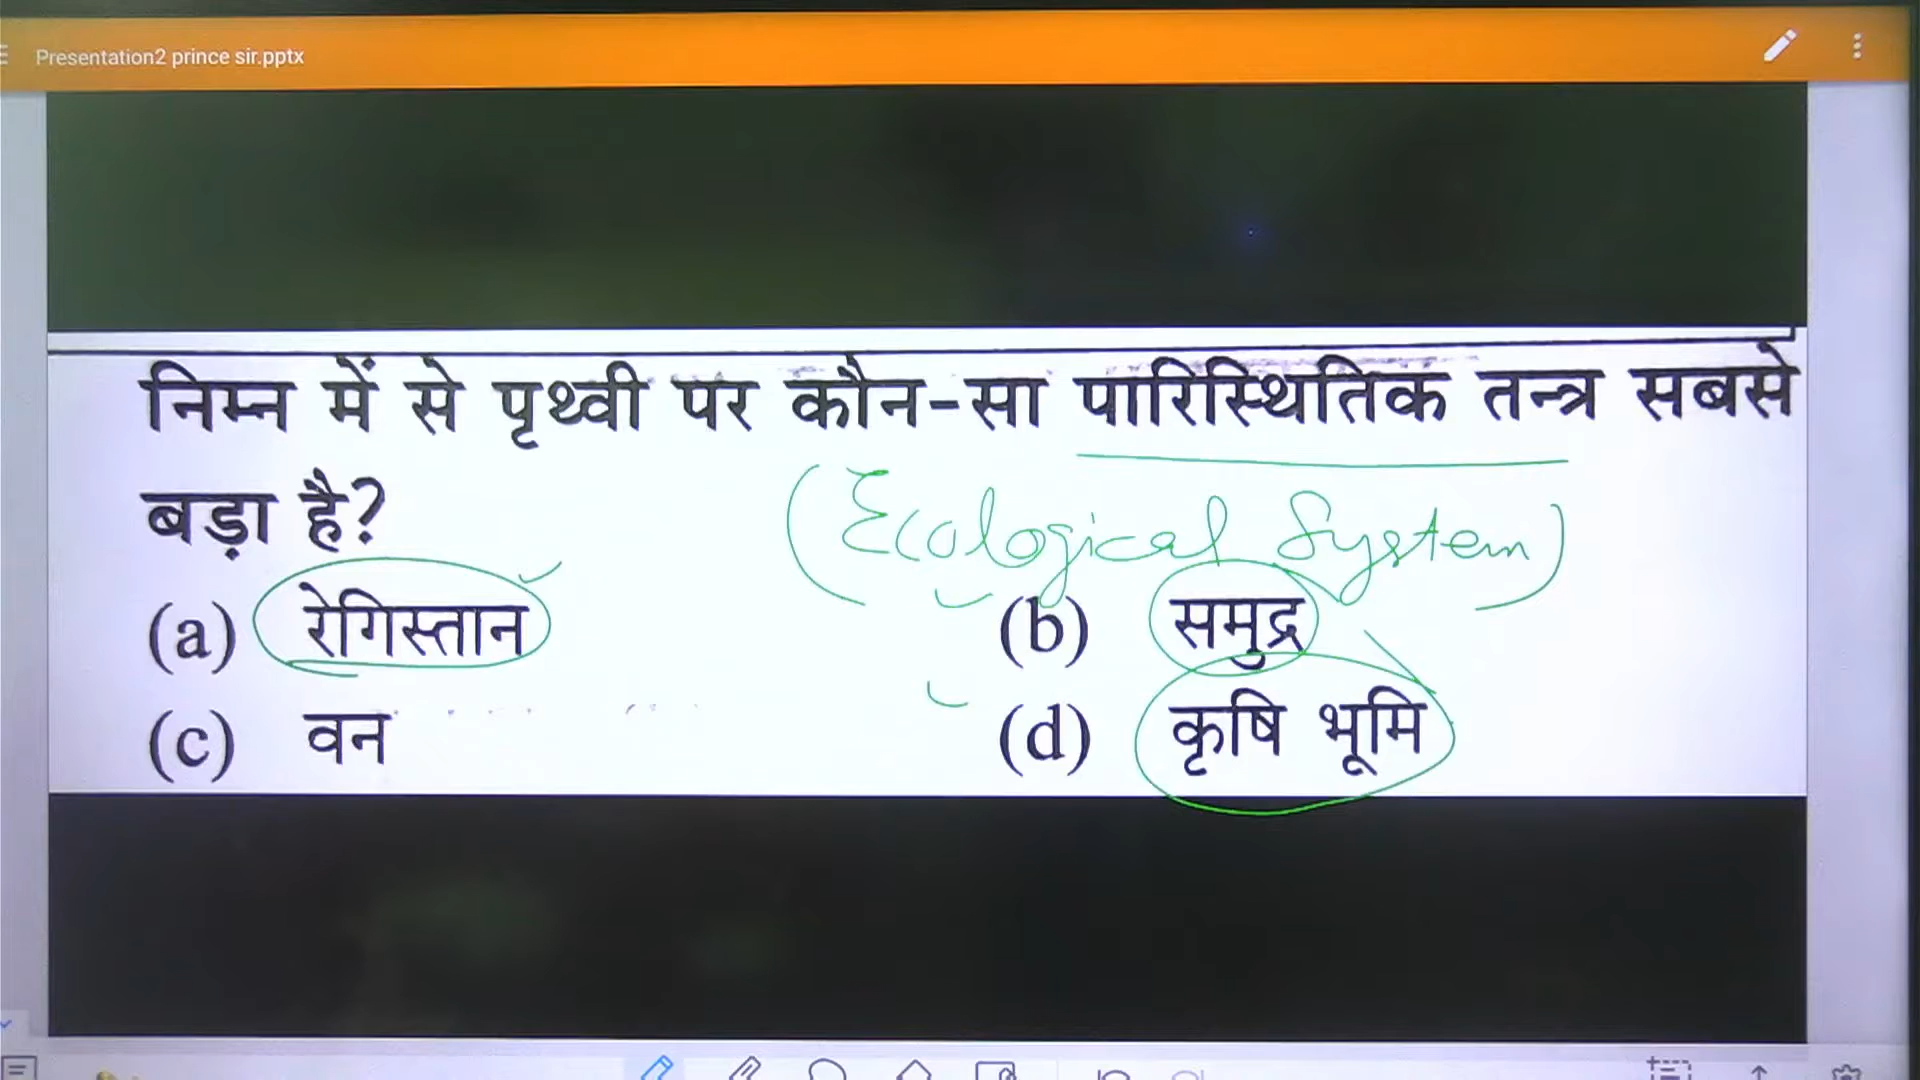 Presentation2 prince sir.pptx
निम्न में से पृथ्वी पर कौन-सा पारिस्थितिक तन्त्र सबसे
बड़ा है?
(Ecological System)
(a) रेगिस्तान (b) समुद्र
(c) वन (d) कृषि भूमि